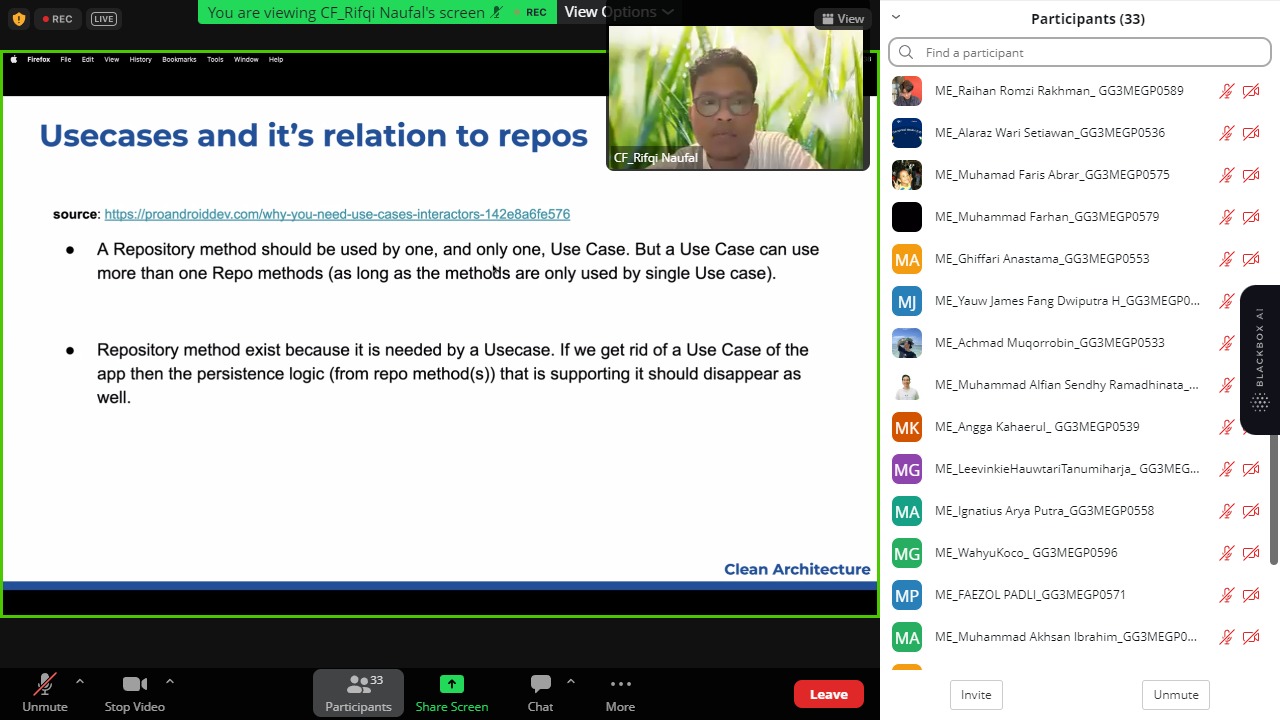 REC
LIVE
You are viewing CF_Rifqi Naufal's screen
REC
View Options
View
Firefox File Edit View History Bookmarks Tools Window Help
Usecases and it's relation to repos
CF_Rifqi Naufal
source: https://proandroiddev.com/why-you-need-use-cases-interactors-142e8a6fe576
● A Repository method should be used by one, and only one, Use Case. But a Use Case can use
more than one Repo methods (as long as the methods are only used by single Use case).
● Repository method exist because it is needed by a Usecase. If we get rid of a Use Case of the
app then the persistence logic (from repo method(s)) that is supporting it should disappear as
well.
Clean Architecture
Unmute
Stop Video
33
Participants
Share Screen
Chat
More
Leave
Participants (33)
Find a participant
ME_Raihan Romzi Rakhman_ GG3MEGP0589
ME_Alaraz Wari Setiawan_GG3MEGP0536
ME_Muhamad Faris Abrar_GG3MEGP0575
ME_Muhammad Farhan_GG3MEGP0579
MA ME_Ghiffari Anastama_GG3MEGP0553
MJ ME_Yauw James Fang Dwiputra H_GG3MEGP0...
ME_Achmad Muqorrobin_GG3MEGP0533
ME_Muhammad Alfian Sendhy Ramadhinata_...
MK ME_Angga Kahaerul_ GG3MEGP0539
MG ME_LeevinkieHauwtariTanumiharja_ GG3MEG...
MA ME_Ignatius Arya Putra_GG3MEGP0558
MG ME_WahyuKoco_ GG3MEGP0596
MP ME_FAEZOL PADLI_GG3MEGP0571
MA ME_Muhammad Akhsan Ibrahim_GG3MEGP0...
BLACKBOX AI
Invite
Unmute